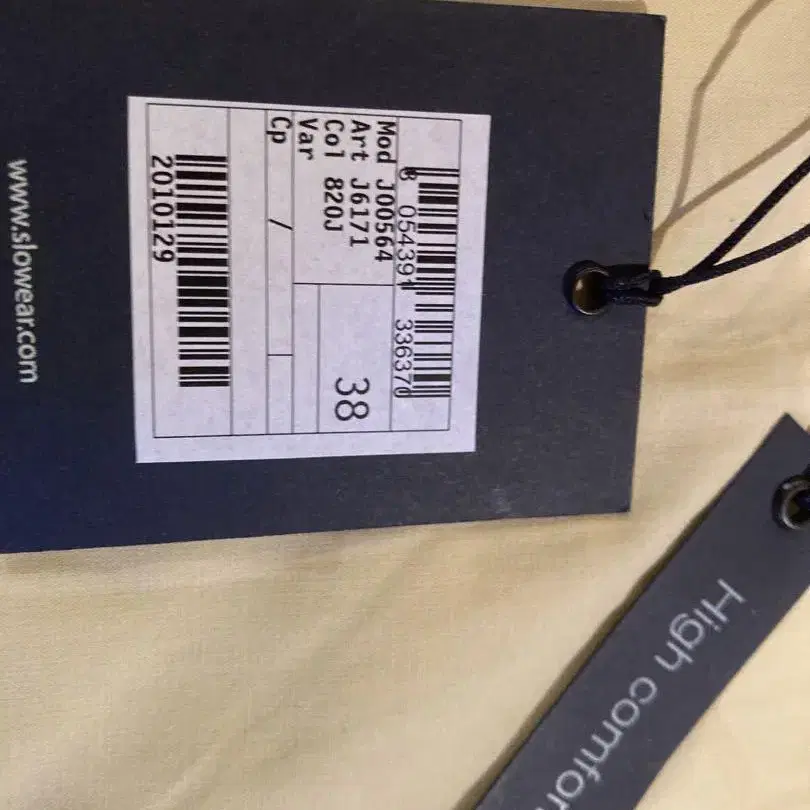 8 054391 336370
Mod J00564
Art J6171
Col 820J
Var
38
Cp /
2010129
www.slowear.com
High comfor